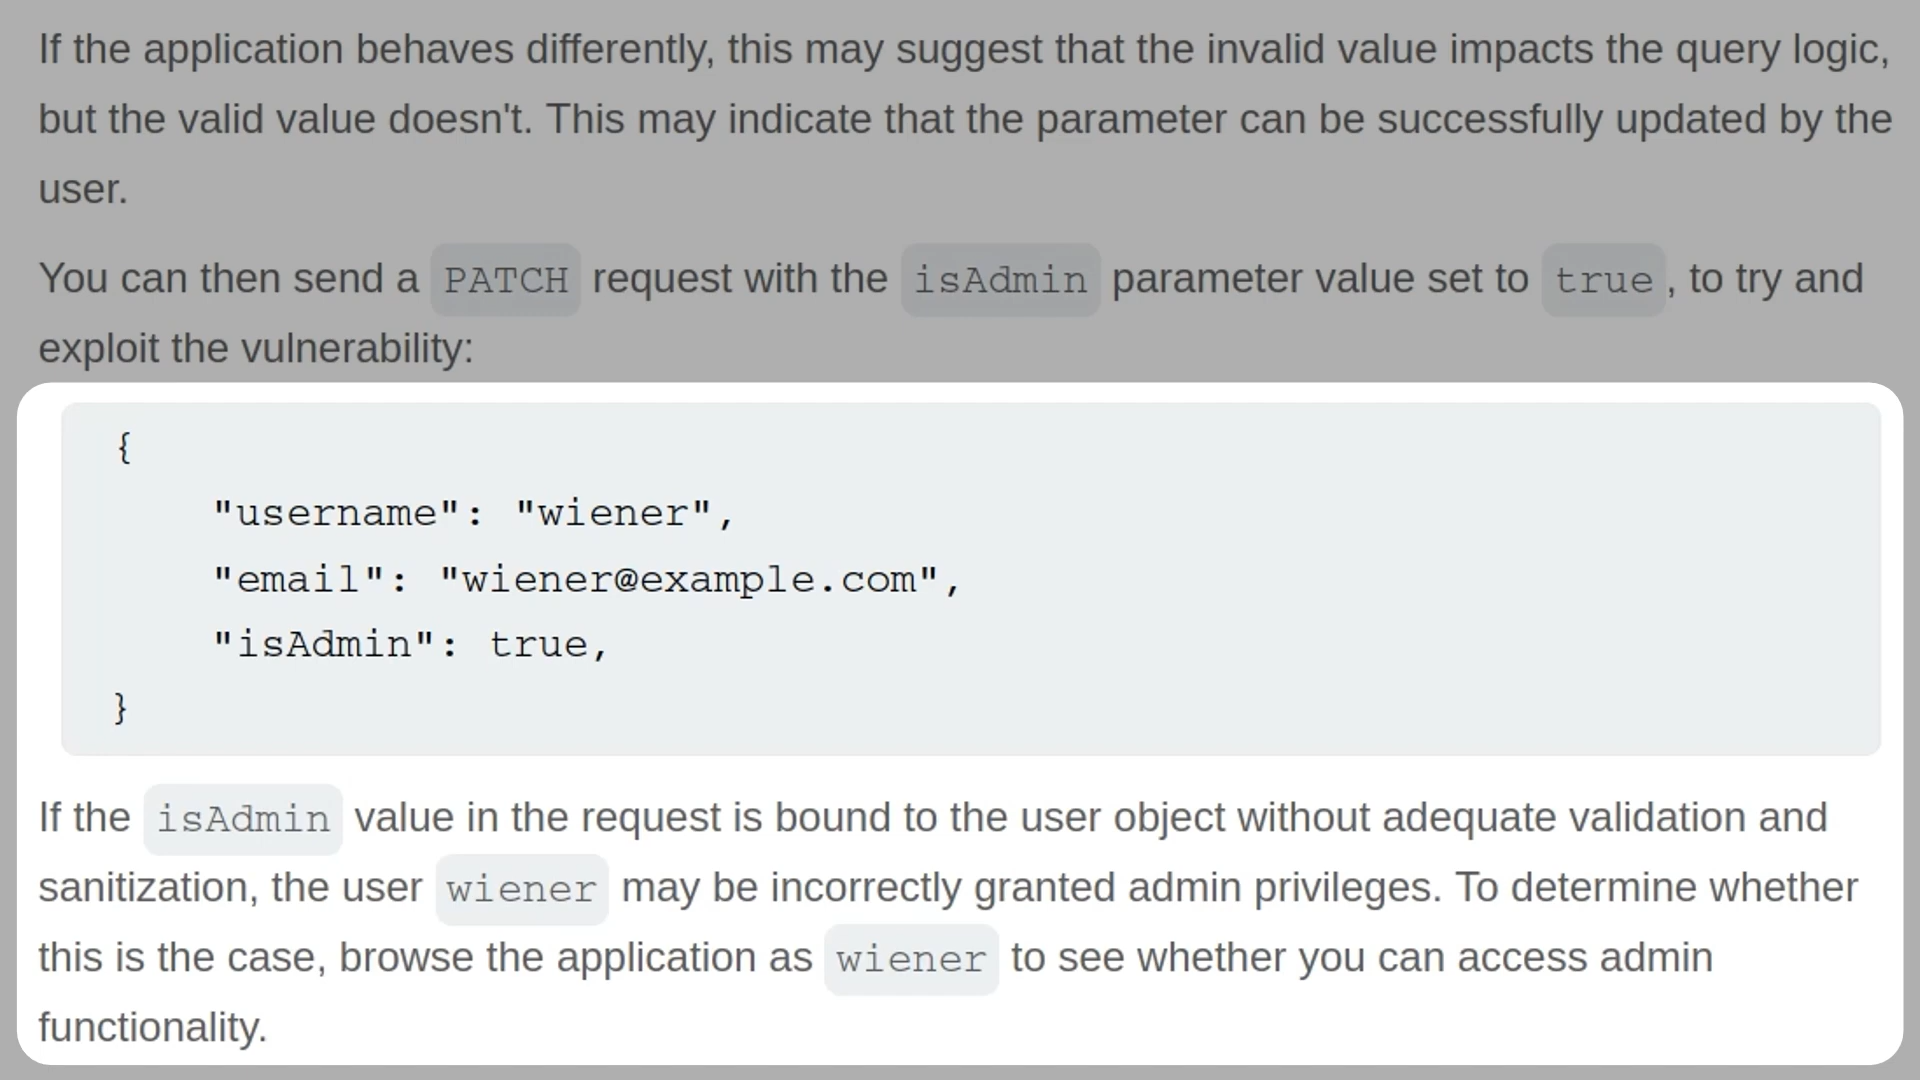 If the application behaves differently, this may suggest that the invalid value impacts the query logic,
but the valid value doesn't. This may indicate that the parameter can be successfully updated by the
user.
You can then send a PATCH request with the isAdmin parameter value set to true, to try and
exploit the vulnerability:
{
    "username": "wiener",
    "email": "wiener@example.com",
    "isAdmin": true,
}
If the isAdmin value in the request is bound to the user object without adequate validation and
sanitization, the user wiener may be incorrectly granted admin privileges. To determine whether
this is the case, browse the application as wiener to see whether you can access admin
functionality.